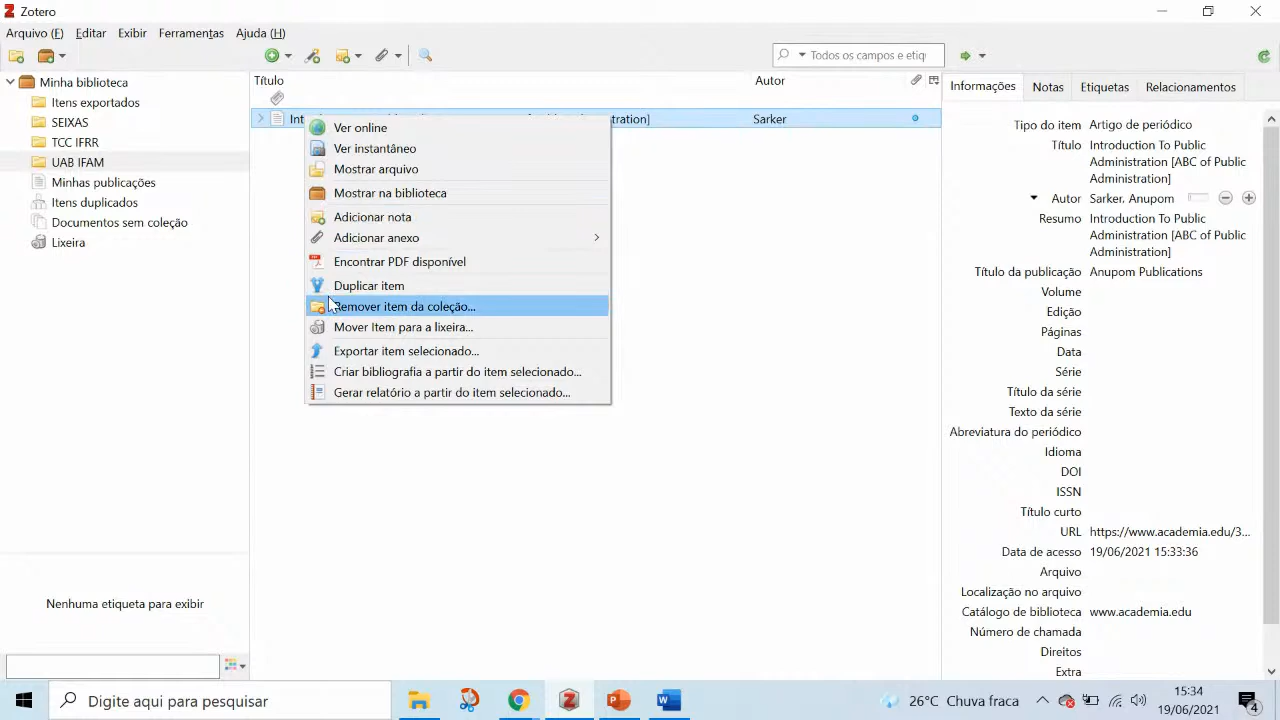 Zotero
Arquivo (F) Editar Exibir Ferramentas Ajuda (H)
Todos os campos e etiq
Minha biblioteca
Itens exportados
SEIXAS
TCC IFRR
UAB IFAM
Minhas publicações
Itens duplicados
Documentos sem coleção
Lixeira
Nenhuma etiqueta para exibir
Título Autor
Int ministration] Sarker
Ver online
Ver instantâneo
Mostrar arquivo
Mostrar na biblioteca
Adicionar nota
Adicionar anexo
Encontrar PDF disponível
Duplicar item
Remover item da coleção...
Mover Item para a lixeira...
Exportar item selecionado...
Criar bibliografia a partir do item selecionado...
Gerar relatório a partir do item selecionado...
Informações Notas Etiquetas Relacionamentos
Tipo do item Artigo de periódico
Título Introduction To Public
Administration [ABC of Public
Administration]
Autor Sarker, Anupom
Resumo Introduction To Public
Administration [ABC of Public
Administration]
Título da publicação Anupom Publications
Volume
Edição
Páginas
Data
Série
Título da série
Texto da série
Abreviatura do periódico
Idioma
DOI
ISSN
Título curto
URL https://www.academia.edu/3...
Data de acesso 19/06/2021 15:33:36
Arquivo
Localização no arquivo
Catálogo de biblioteca www.academia.edu
Número de chamada
Direitos
Extra
Digite aqui para pesquisar
26°C Chuva fraca
15:34
19/06/2021
4